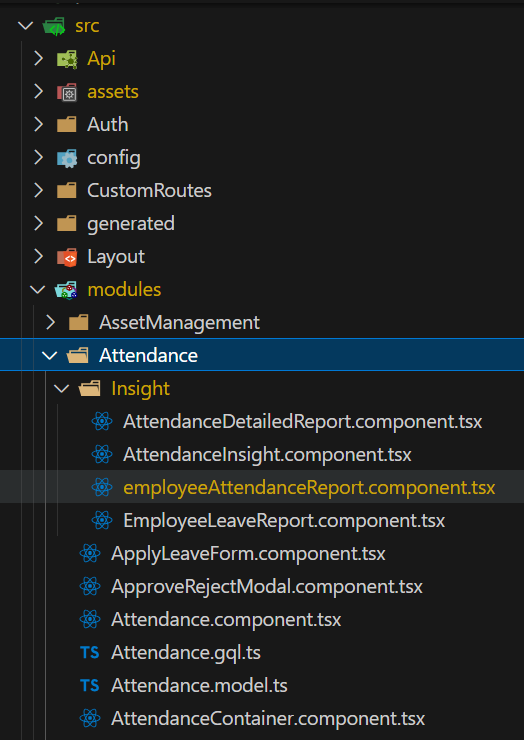 src
Api
assets
Auth
config
CustomRoutes
generated
Layout
modules
AssetManagement
Attendance
Insight
AttendanceDetailedReport.component.tsx
AttendanceInsight.component.tsx
employeeAttendanceReport.component.tsx
EmployeeLeaveReport.component.tsx
ApplyLeaveForm.component.tsx
ApproveRejectModal.component.tsx
Attendance.component.tsx
TS Attendance.gql.ts
TS Attendance.model.ts
AttendanceContainer.component.tsx